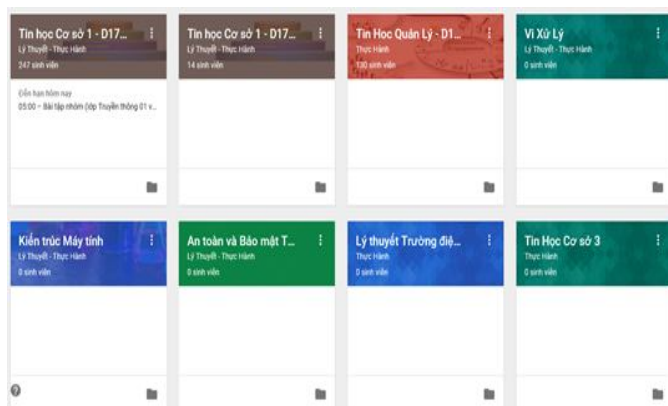 Tin học Cơ sở 1 - D17...
Lý Thuyết - Thực Hành
247 sinh viên
Đến hạn hôm nay
05:00 – Bài tập nhóm (lớp Truyền thông 01 v...
Tin học Cơ sở 1 - D17...
Lý Thuyết - Thực Hành
14 sinh viên
Tin Hoc Quản Lý - D1...
Thực Hành
130 sinh viên
Vi Xử Lý
Lý Thuyết - Thực Hành
0 sinh viên
Kiến trúc Máy tính
Lý Thuyết - Thực Hành
0 sinh viên
An toàn và Bảo mật T...
Lý Thuyết - Thực Hành
0 sinh viên
Lý thuyết Trường điệ...
Thực Hành
0 sinh viên
Tin Học Cơ sở 3
Thực Hành
0 sinh viên
?